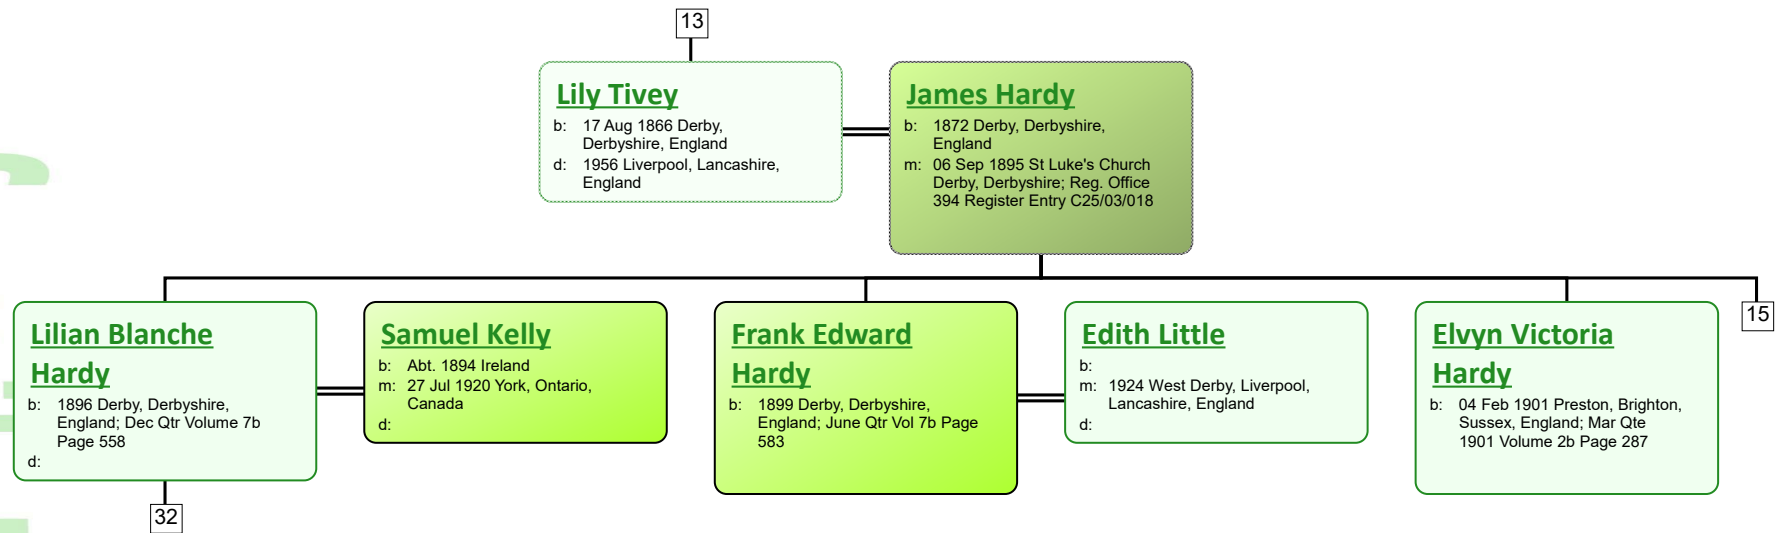 13
Lily Tivey
b: 17 Aug 1866 Derby,
Derbyshire, England
d: 1956 Liverpool, Lancashire,
England
James Hardy
b: 1872 Derby, Derbyshire,
England
m: 06 Sep 1895 St Luke's Church
Derby, Derbyshire; Reg. Office
394 Register Entry C25/03/018
Lilian Blanche
Hardy
b: 1896 Derby, Derbyshire,
England; Dec Qtr Volume 7b
Page 558
d:
Samuel Kelly
b: Abt. 1894 Ireland
m: 27 Jul 1920 York, Ontario,
Canada
d:
Frank Edward
Hardy
b: 1899 Derby, Derbyshire,
England; June Qtr Vol 7b Page
583
Edith Little
b:
m: 1924 West Derby, Liverpool,
Lancashire, England
d:
Elvyn Victoria
Hardy
b: 04 Feb 1901 Preston, Brighton,
Sussex, England; Mar Qte
1901 Volume 2b Page 287
15
32